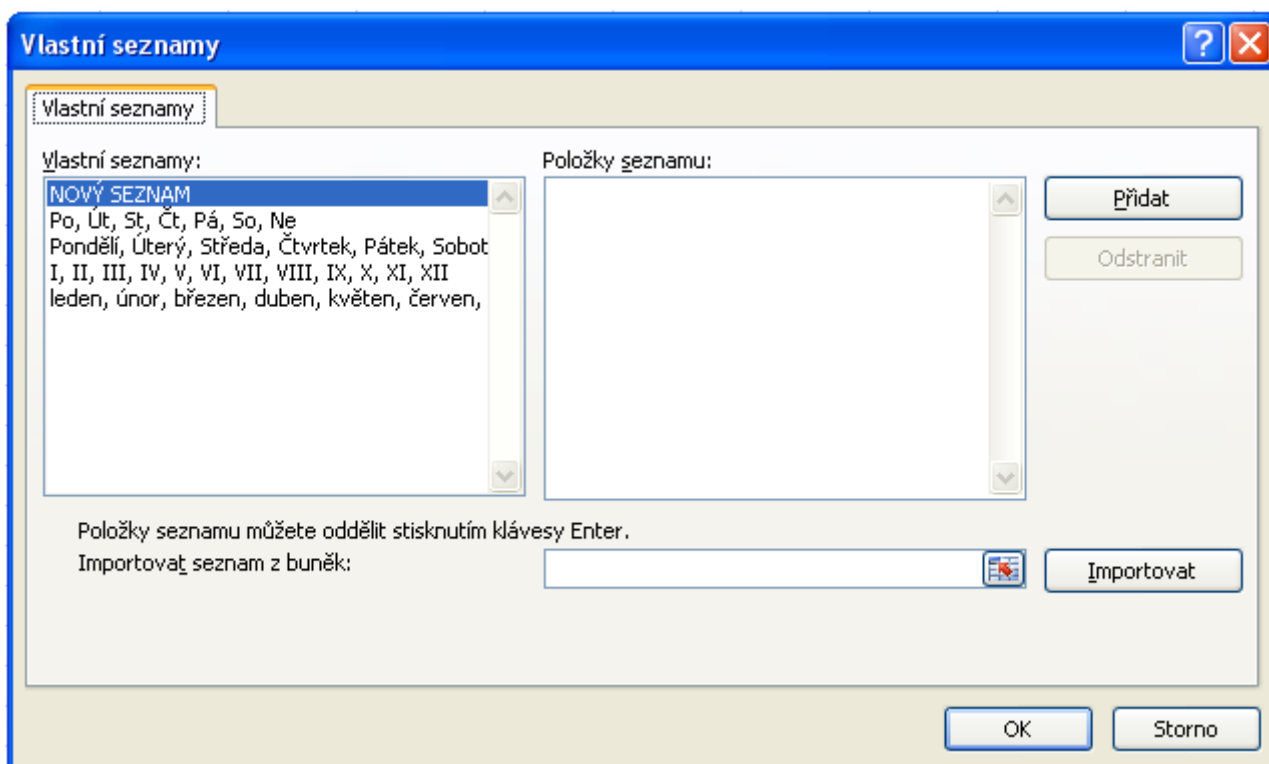 Vlastní seznamy
Vlastní seznamy
Vlastní seznamy:
NOVÝ SEZNAM
Po, Út, St, Čt, Pá, So, Ne
Pondělí, Úterý, Středa, Čtvrtek, Pátek, Sobot
I, II, III, IV, V, VI, VII, VIII, IX, X, XI, XII
leden, únor, březen, duben, květen, červen,
Položky seznamu:
Přidat
Odstranit
Položky seznamu můžete oddělit stisknutím klávesy Enter.
Importovat seznam z buněk:
Importovat
OK
Storno